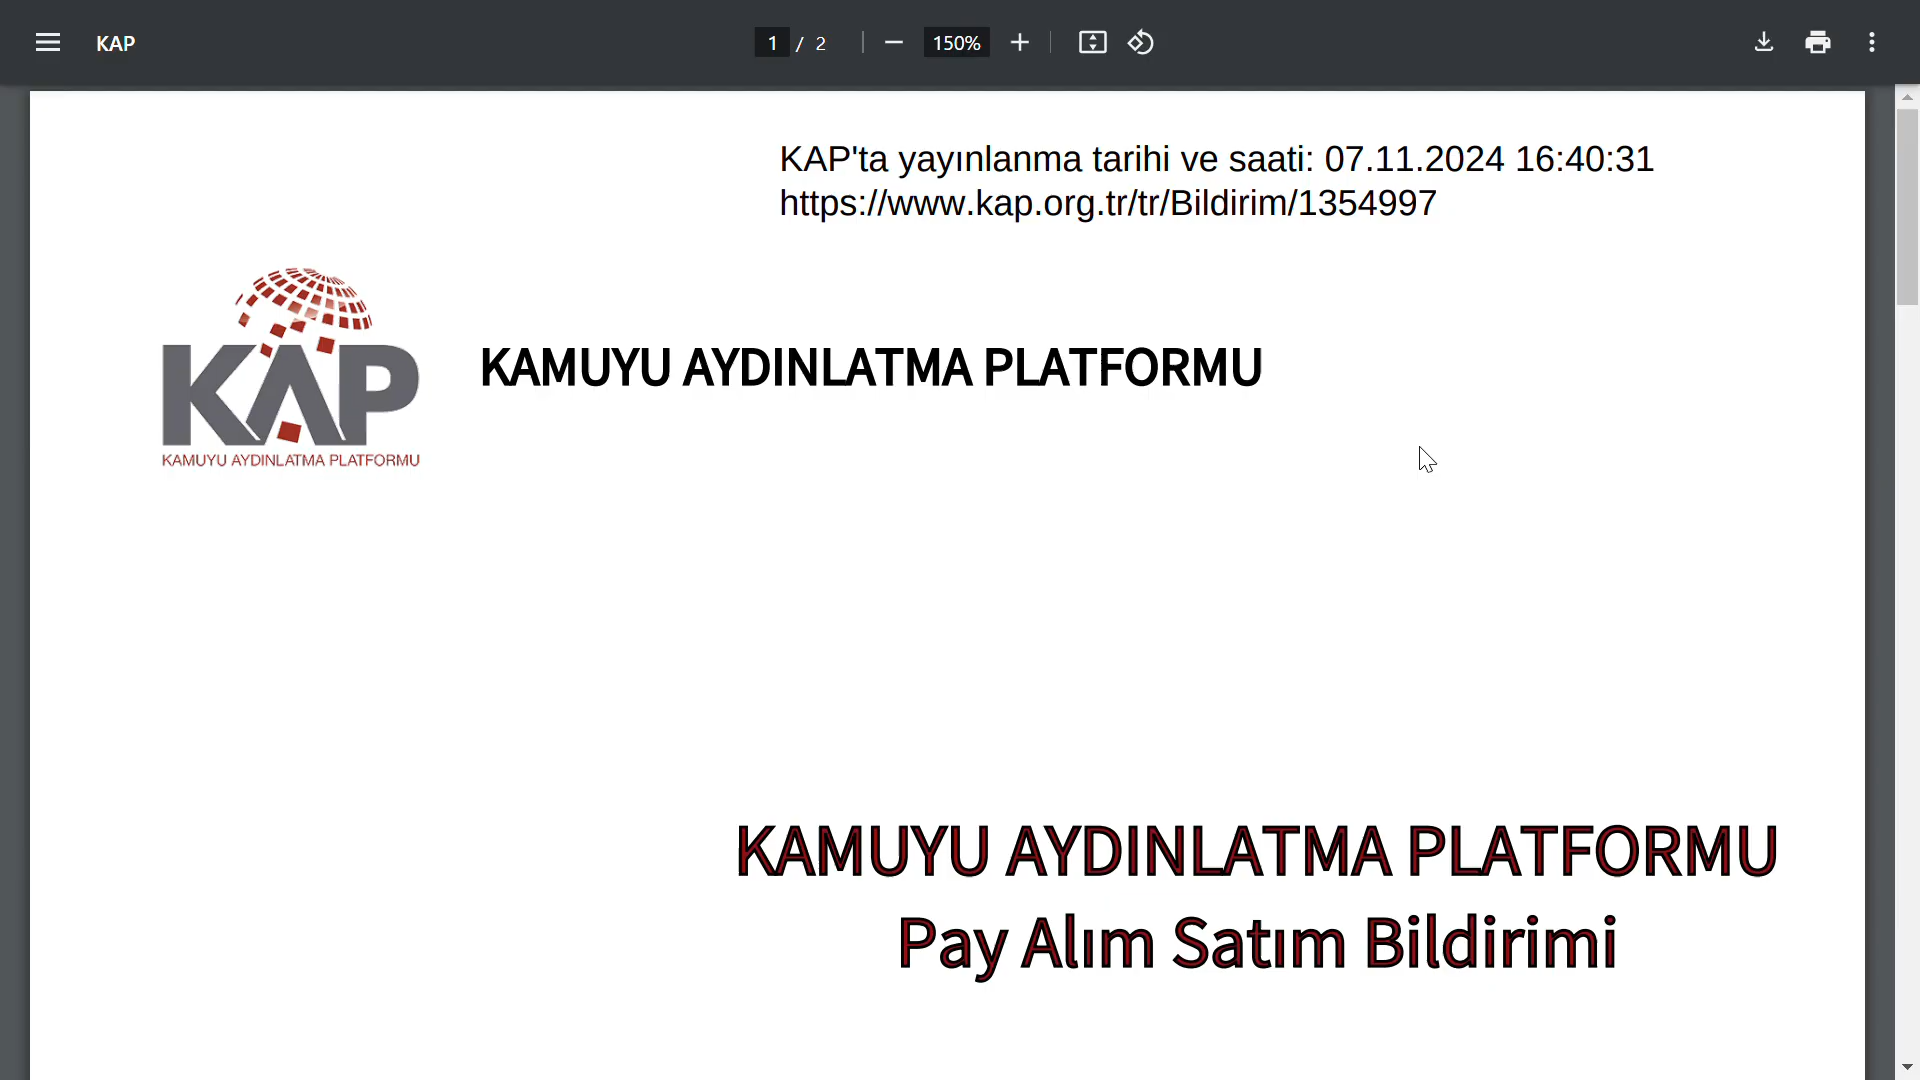 KAP
1 / 2
150%
KAP'ta yayınlanma tarihi ve saati: 07.11.2024 16:40:31
https://www.kap.org.tr/tr/Bildirim/1354997
KAP
KAMUYU AYDINLATMA PLATFORMU
KAMUYU AYDINLATMA PLATFORMU
KAMUYU AYDINLATMA PLATFORMU
Pay Alım Satım Bildirimi